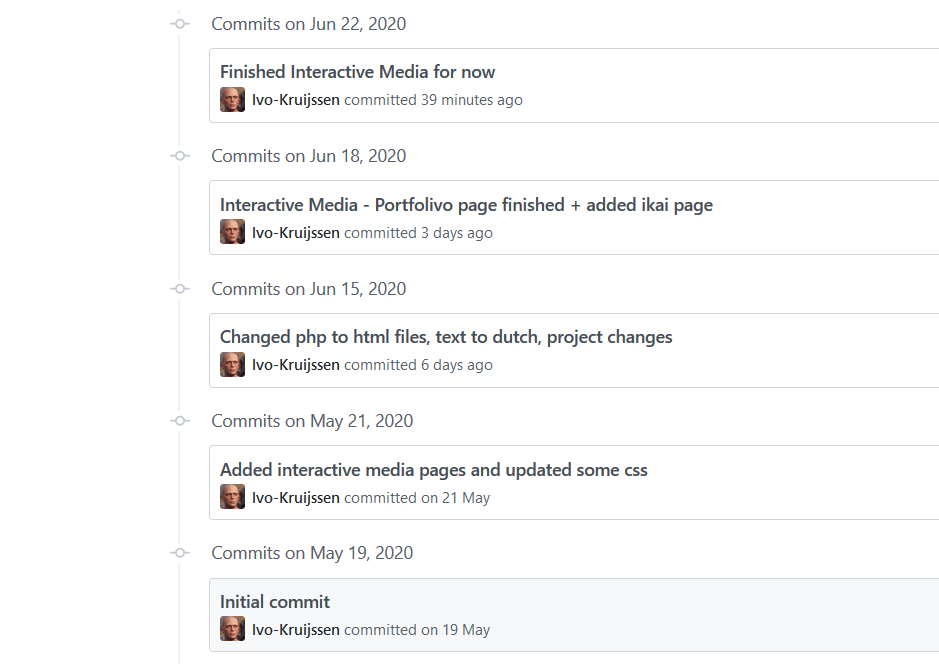 Commits on Jun 22, 2020
Finished Interactive Media for now
Ivo-Kruijssen committed 39 minutes ago
Commits on Jun 18, 2020
Interactive Media - Portfolivo page finished + added ikai page
Ivo-Kruijssen committed 3 days ago
Commits on Jun 15, 2020
Changed php to html files, text to dutch, project changes
Ivo-Kruijssen committed 6 days ago
Commits on May 21, 2020
Added interactive media pages and updated some css
Ivo-Kruijssen committed on 21 May
Commits on May 19, 2020
Initial commit
Ivo-Kruijssen committed on 19 May